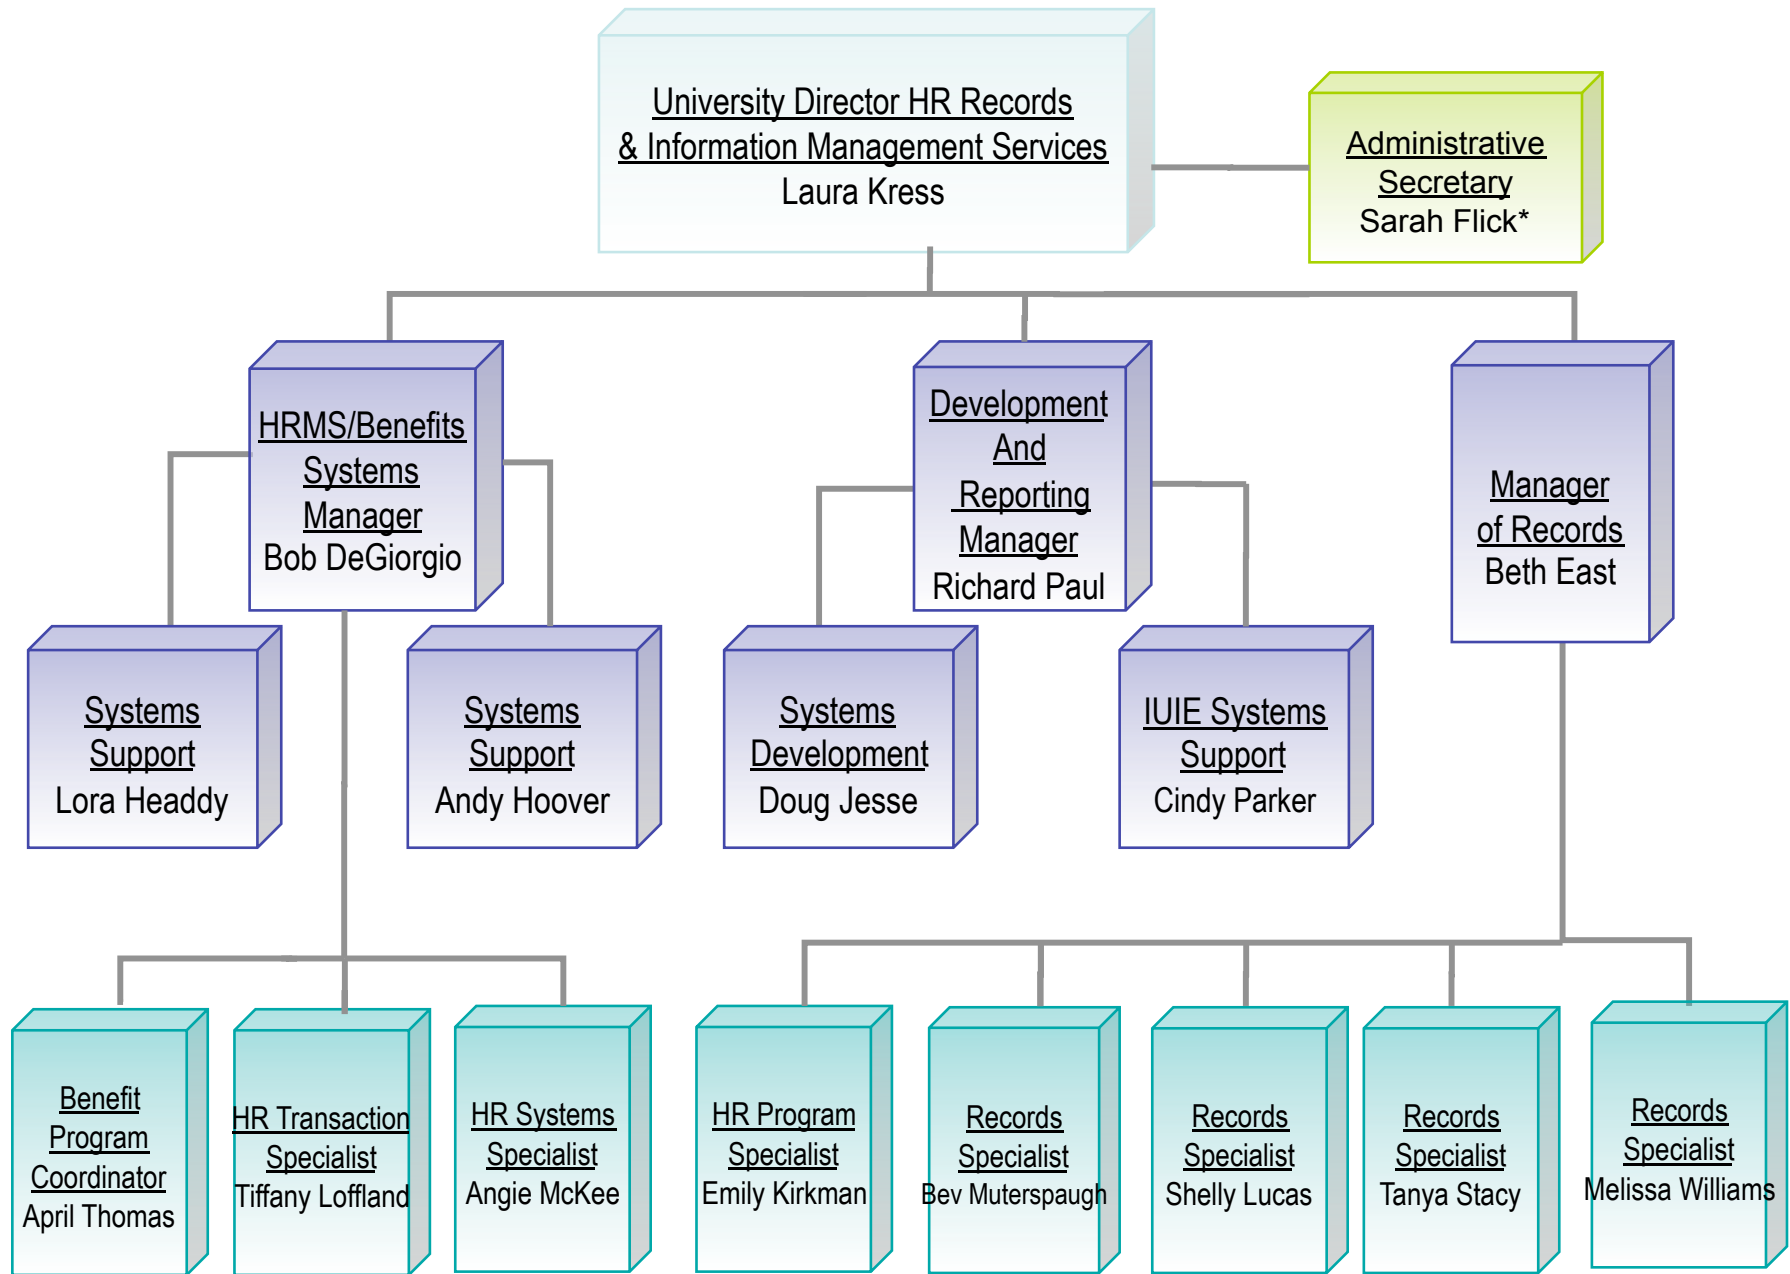 University Director HR Records
& Information Management Services
Laura Kress
Administrative
Secretary
Sarah Flick*
HRMS/Benefits
Systems
Manager
Bob DeGiorgio
Development
And
Reporting
Manager
Richard Paul
Manager
of Records
Beth East
Systems
Support
Lora Headdy
Systems
Support
Andy Hoover
Systems
Development
Doug Jesse
IUIE Systems
Support
Cindy Parker
Benefit
Program
Coordinator
April Thomas
HR Transaction
Specialist
Tiffany Loffland
HR Systems
Specialist
Angie McKee
HR Program
Specialist
Emily Kirkman
Records
Specialist
Bev Muterspaugh
Records
Specialist
Shelly Lucas
Records
Specialist
Tanya Stacy
Records
Specialist
Melissa Williams